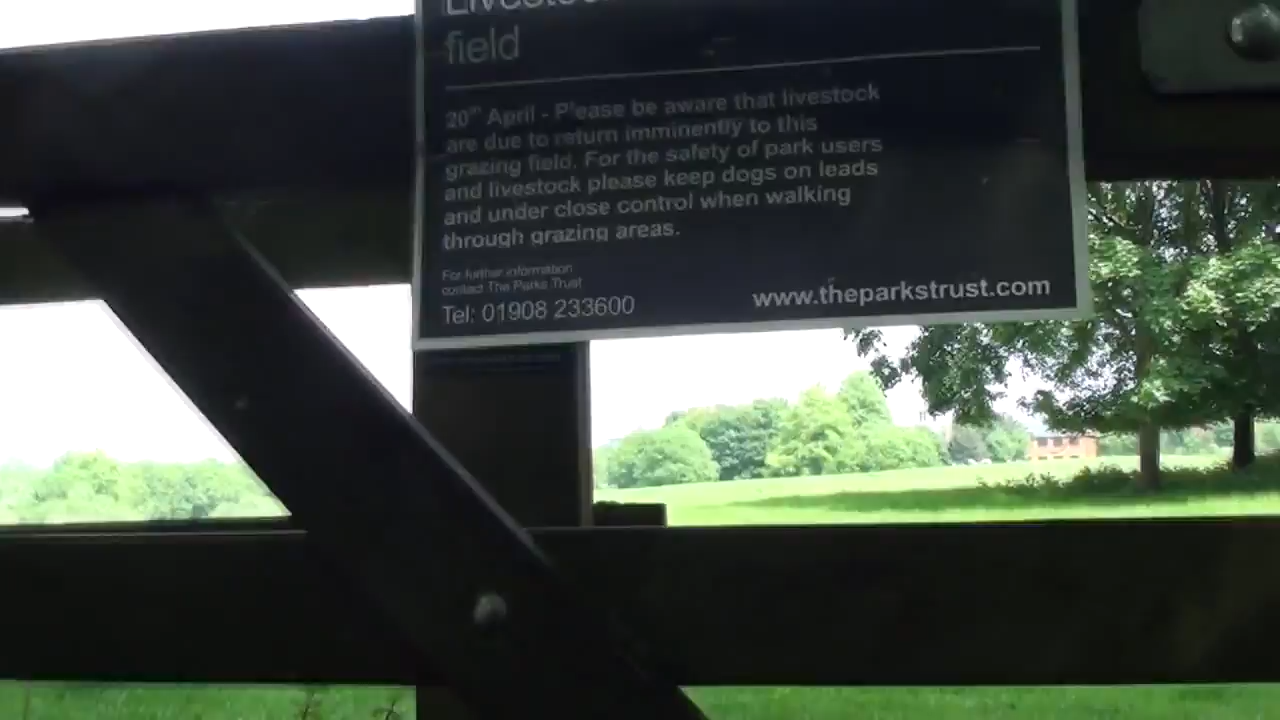 field
20th April - Please be aware that livestock
are due to return imminently to this
grazing field. For the safety of park users
and livestock please keep dogs on leads
and under close control when walking
through grazing areas.
For further information
contact The Parks Trust
Tel: 01908 233600
www.theparkstrust.com